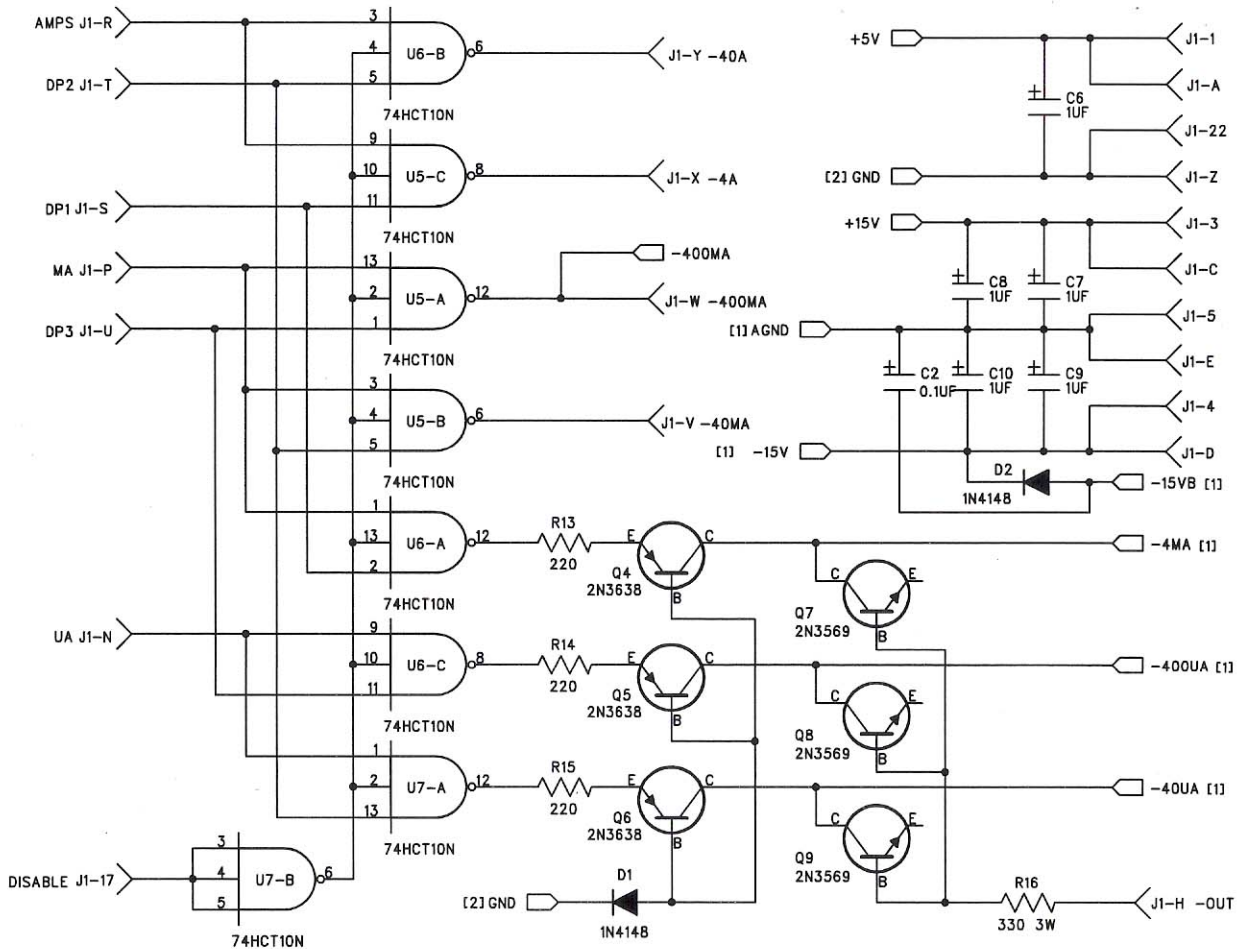 AMPS J1-R
3
4
5
U6-B
6
74HCT10N
J1-Y -40A
DP2 J1-T
9
10
11
U5-C
8
74HCT10N
J1-X -4A
DP1 J1-S
MA J1-P
13
2
1
U5-A
12
74HCT10N
-400MA
J1-W -400MA
DP3 J1-U
3
4
5
U5-B
6
74HCT10N
J1-V -40MA
1
13
2
U6-A
12
74HCT10N
R13
220
E
C
B
Q4
2N3638
-4MA [1]
C
E
B
Q7
2N3569
UA J1-N
9
10
11
U6-C
8
74HCT10N
R14
220
E
C
B
Q5
2N3638
-400UA [1]
C
E
B
Q8
2N3569
1
2
13
U7-A
12
74HCT10N
R15
220
E
C
B
Q6
2N3638
-40UA [1]
C
E
B
Q9
2N3569
DISABLE J1-17
3
4
5
U7-B
6
74HCT10N
[2] GND
D1
1N4148
R16
330 3W
J1-H -OUT
+5V
J1-1
J1-A
+
C6
1UF
J1-22
[2] GND
J1-Z
+15V
J1-3
J1-C
+
C8
1UF
+
C7
1UF
J1-5
[1] AGND
J1-E
+
C2
0.1UF
+
C10
1UF
+
C9
1UF
J1-4
[1] -15V
J1-D
D2
1N4148
-15VB [1]